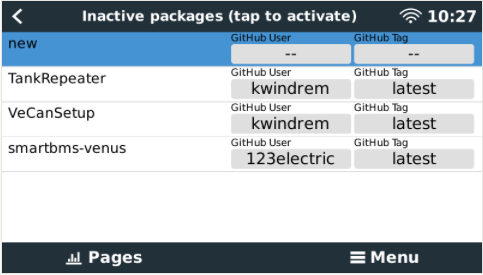 Inactive packages (tap to activate) 10:27
new GitHub User GitHub Tag
-- --
TankRepeater GitHub User GitHub Tag
kwindrem latest
VeCanSetup GitHub User GitHub Tag
kwindrem latest
smartbms-venus GitHub User GitHub Tag
123electric latest
Pages Menu